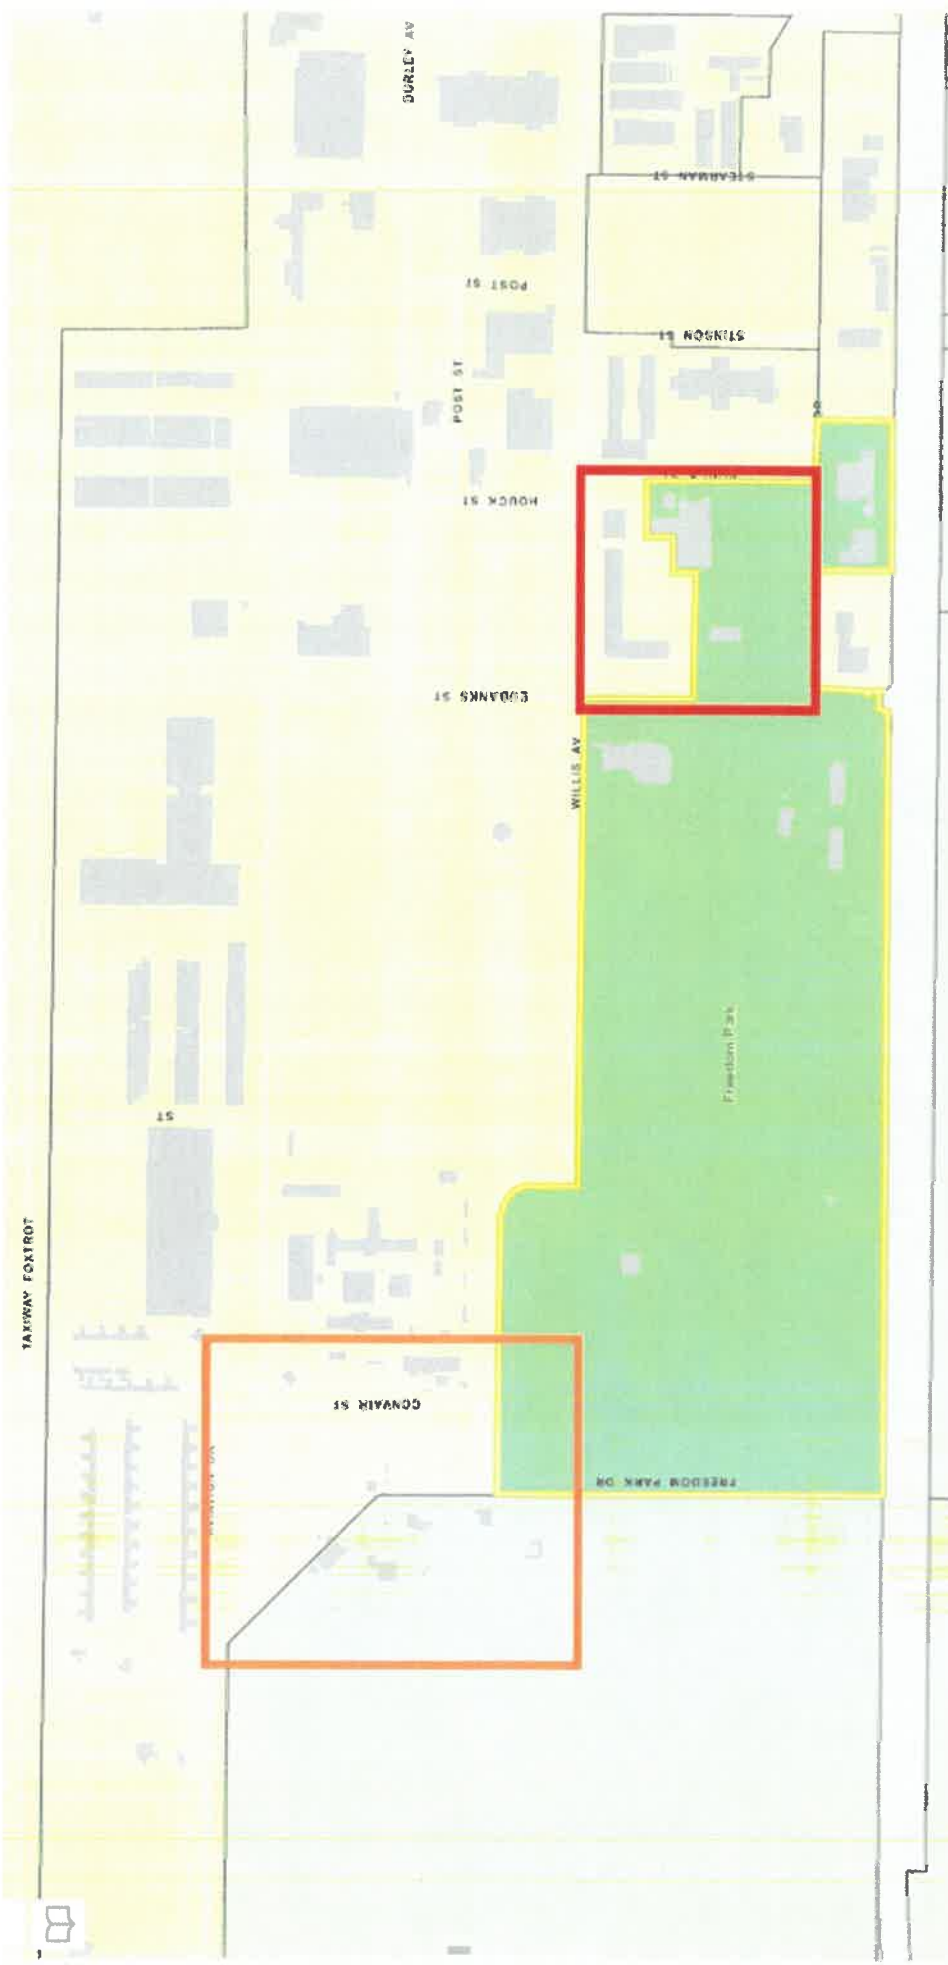 DURLEY AV
STEARMAN ST
POST ST
STINSON ST
POST ST
HOUCK ST
EUBANKS ST
WILLIS AV
Freedom Park
ST
TAXIWAY FOXTROT
CONVAIR ST
FREEDOM PARK DR